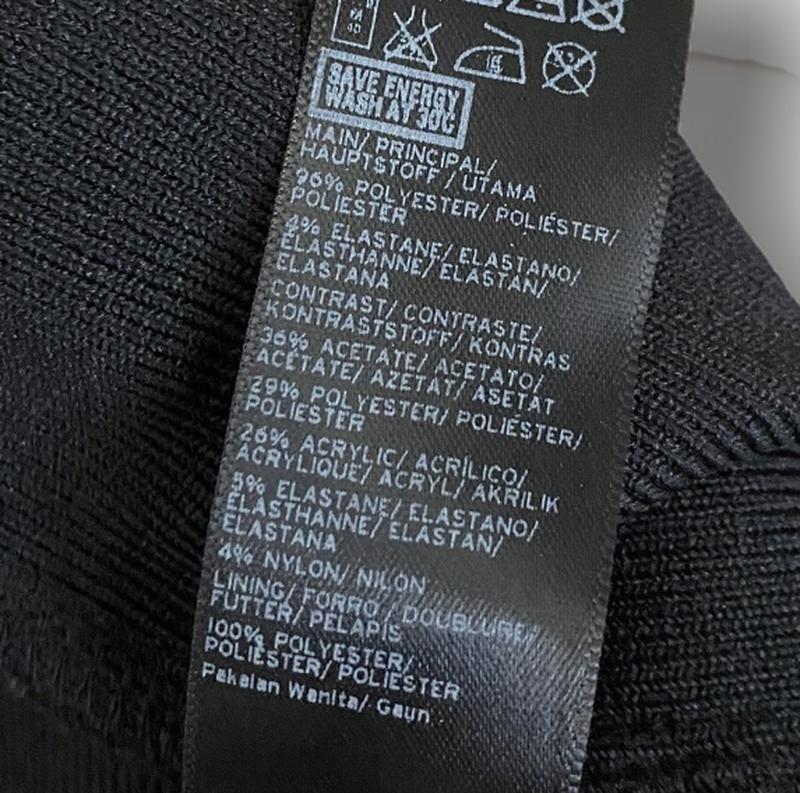 SAVE ENERGY
WASH AT 30C
MAIN/ PRINCIPAL/
HAUPTSTOFF/ UTAMA
96% POLYESTER/ POLIÉSTER/
POLIESTER
4% ELASTANE/ ELASTANO/
ÉLASTHANNE/ ELASTAN/
ELASTANA
CONTRAST/ CONTRASTE/
KONTRASTSTOFF/ KONTRAS
36% ACETATE/ ACETATO/
ACÉTATE/ AZETAT/ ASETAT
29% POLYESTER/ POLIÉSTER/
POLIESTER
26% ACRYLIC/ ACRÍLICO/
ACRYLIQUE/ ACRYL/ AKRILIK
5% ELASTANE/ ELASTANO/
ÉLASTHANNE/ ELASTAN/
ELASTANA
4% NYLON/ NILON
LINING/ FORRO/ DOUBLURE/
FUTTER/ PELAPIS
100% POLYESTER/
POLIÉSTER/ POLIESTER
Pakaian Wanita/ Gaun